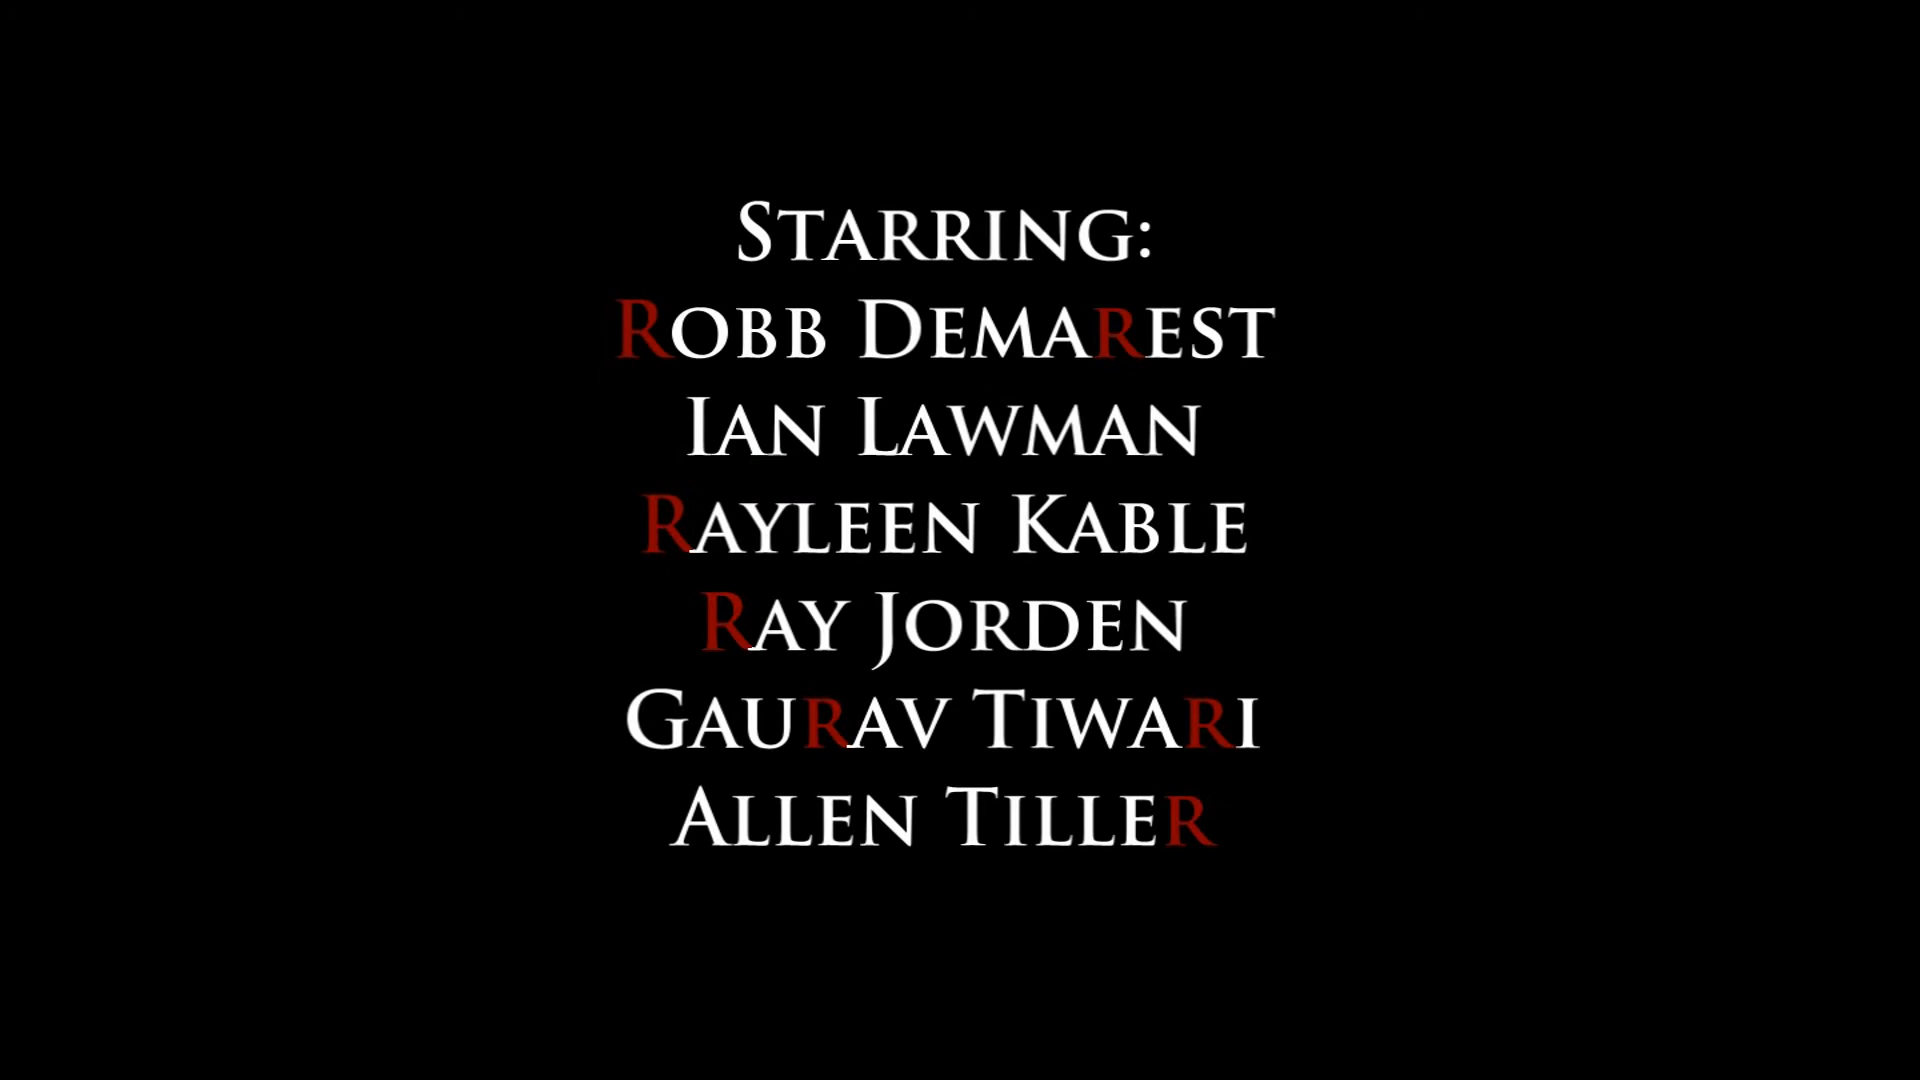 Starring:
Robb Demarest
Ian Lawman
Rayleen Kable
Ray Jorden
Gaurav Tiwari
Allen Tiller